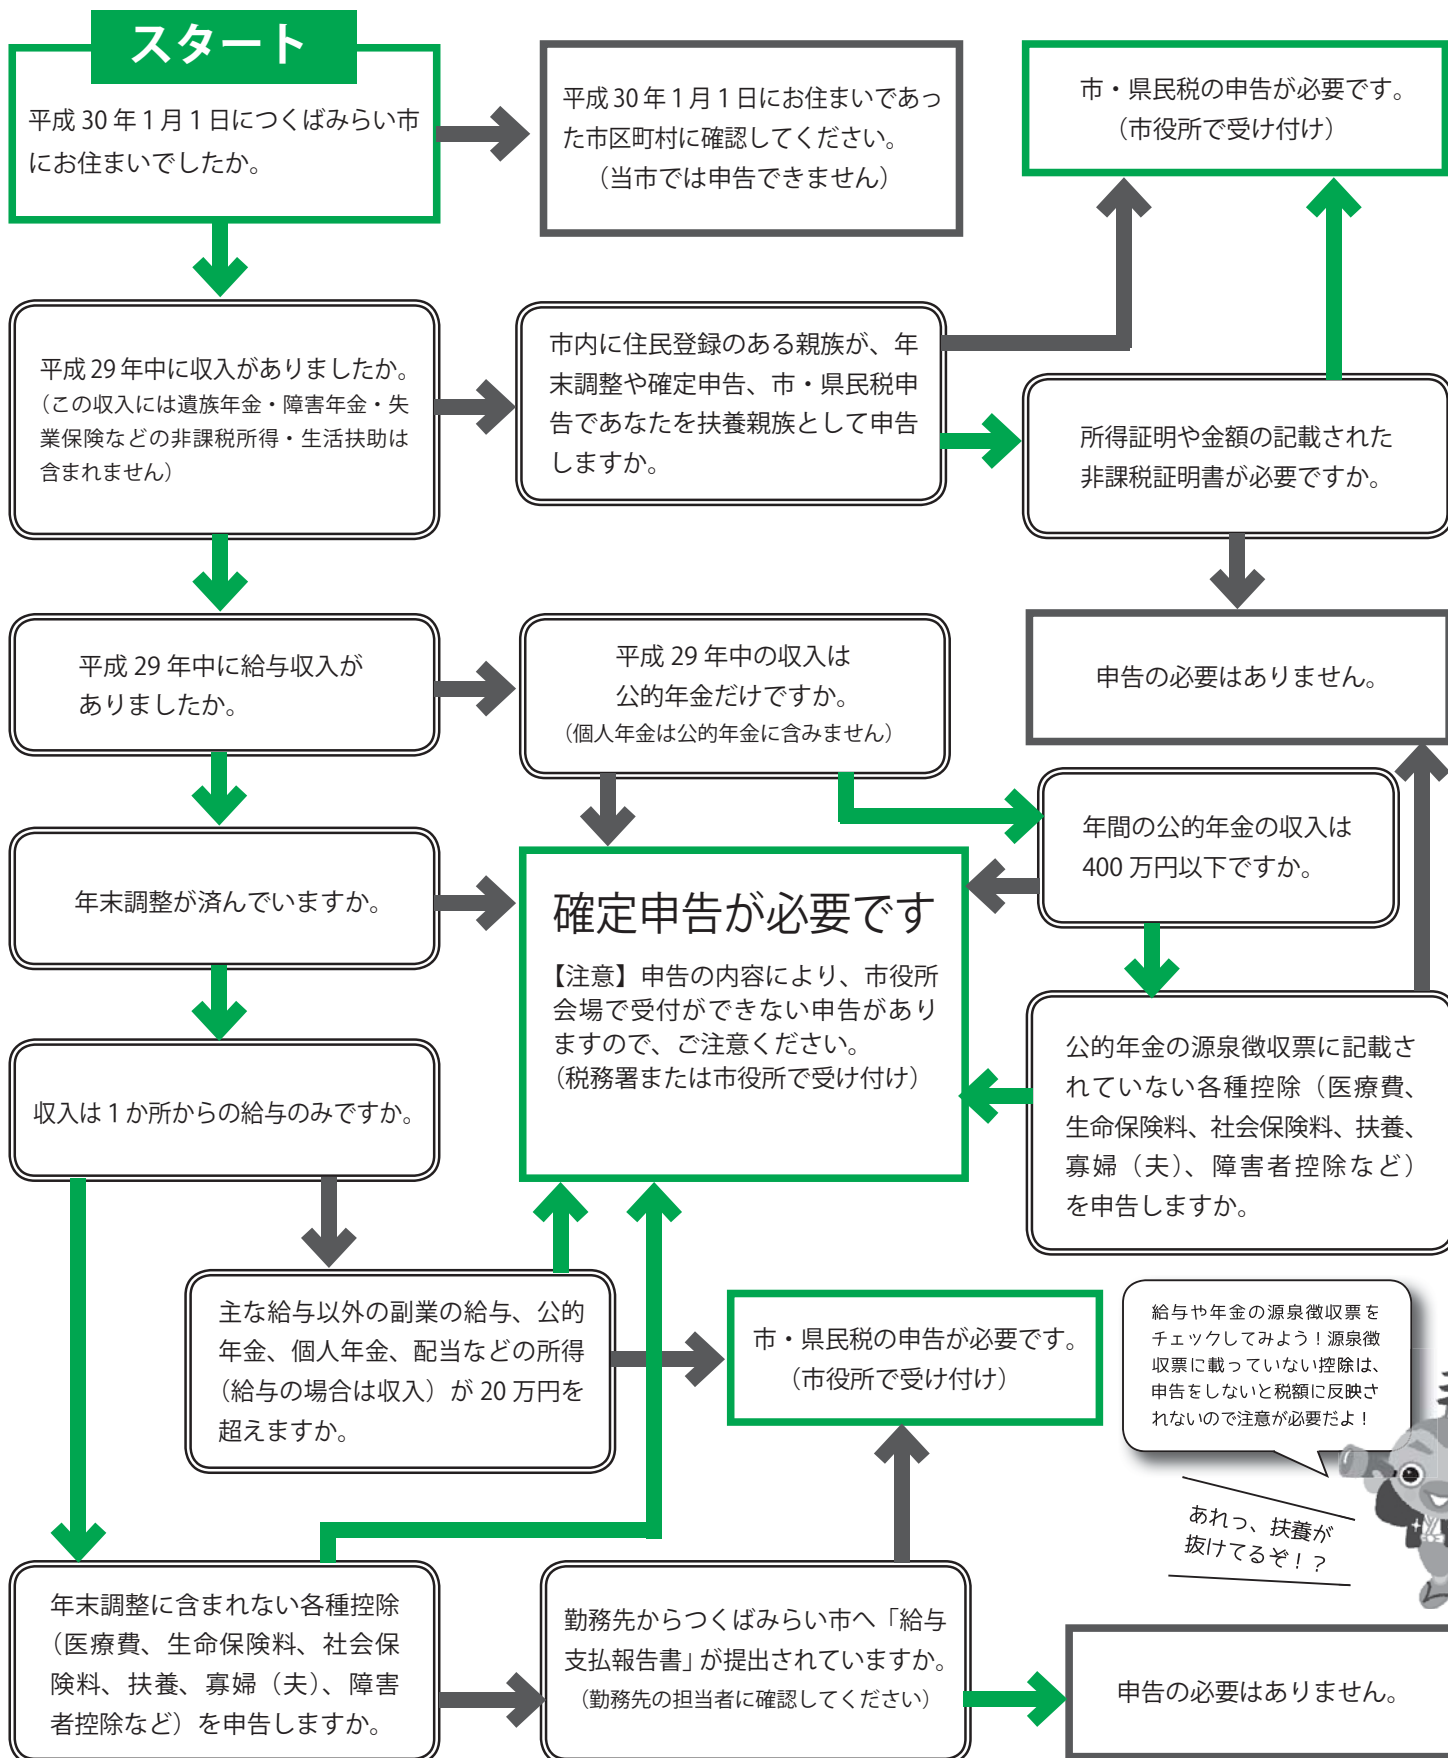 スタート
平成 30 年 1 月 1 日につくばみらい市
にお住まいでしたか。
平成 30 年 1 月 1 日にお住まいであっ
た市区町村に確認してください。
（当市では申告できません）
市・県民税の申告が必要です。
（市役所で受け付け）
平成 29 年中に収入がありましたか。
（この収入には遺族年金・障害年金・失
業保険などの非課税所得・生活扶助は
含まれません）
市内に住民登録のある親族が、年
末調整や確定申告、市・県民税申
告であなたを扶養親族として申告
しますか。
所得証明や金額の記載された
非課税証明書が必要ですか。
平成 29 年中に給与収入が
ありましたか。
平成 29 年中の収入は
公的年金だけですか。
（個人年金は公的年金に含みません）
申告の必要はありません。
年末調整が済んでいますか。
確定申告が必要です
【注意】申告の内容により、市役所
会場で受付ができない申告があり
ますので、ご注意ください。
（税務署または市役所で受け付け）
年間の公的年金の収入は
400 万円以下ですか。
収入は 1 か所からの給与のみですか。
公的年金の源泉徴収票に記載さ
れていない各種控除（医療費、
生命保険料、社会保険料、扶養、
寡婦（夫）、障害者控除など）
を申告しますか。
主な給与以外の副業の給与、公的
年金、個人年金、配当などの所得
（給与の場合は収入）が 20 万円を
超えますか。
市・県民税の申告が必要です。
（市役所で受け付け）
給与や年金の源泉徴収票を
チェックしてみよう！源泉徴
収票に載っていない控除は、
申告をしないと税額に反映さ
れないので注意が必要だよ！
あれっ、扶養が
抜けてるぞ！？
年末調整に含まれない各種控除
（医療費、生命保険料、社会保
険料、扶養、寡婦（夫）、障害
者控除など）を申告しますか。
勤務先からつくばみらい市へ「給与
支払報告書」が提出されていますか。
（勤務先の担当者に確認してください）
申告の必要はありません。